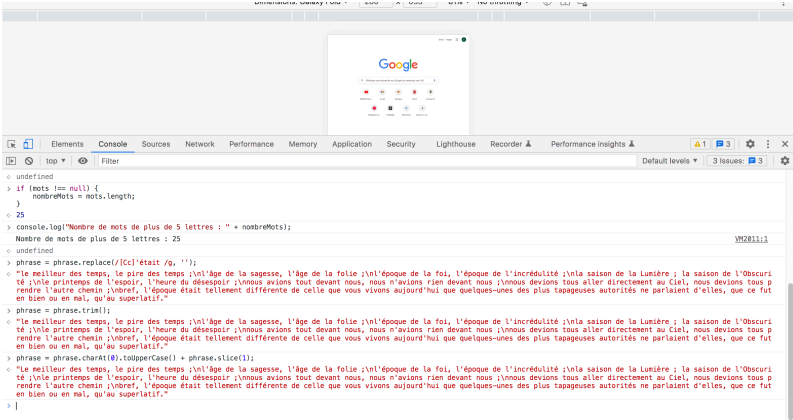 Dimensions: Galaxy Fold 280 x 653 81% No throttling
Google
Elements Console Sources Network Performance Memory Application Security Lighthouse Recorder Performance insights 1 3
top Filter Default levels 3 Issues: 3
undefined
if (mots !== null) {
nombreMots = mots.length;
}
25
console.log("Nombre de mots de plus de 5 lettres : " + nombreMots);
Nombre de mots de plus de 5 lettres : 25 VM2011:1
undefined
phrase = phrase.replace(/[Cc]'était /g, '');
"le meilleur des temps, le pire des temps ;\nl'âge de la sagesse, l'âge de la folie ;\nl'époque de la foi, l'époque de l'incrédulité ;\nla saison de la Lumière ; la saison de l'Obscuri
té ;\nle printemps de l'espoir, l'heure du désespoir ;\nnous avions tout devant nous, nous n'avions rien devant nous ;\nnous devions tous aller directement au Ciel, nous devions tous p
rendre l'autre chemin ;\nbref, l'époque était tellement différente de celle que vous vivons aujourd'hui que quelques-unes des plus tapageuses autorités ne parlaient d'elles, que ce fut
en bien ou en mal, qu'au superlatif."
phrase = phrase.trim();
"le meilleur des temps, le pire des temps ;\nl'âge de la sagesse, l'âge de la folie ;\nl'époque de la foi, l'époque de l'incrédulité ;\nla saison de la Lumière ; la saison de l'Obscuri
té ;\nle printemps de l'espoir, l'heure du désespoir ;\nnous avions tout devant nous, nous n'avions rien devant nous ;\nnous devions tous aller directement au Ciel, nous devions tous p
rendre l'autre chemin ;\nbref, l'époque était tellement différente de celle que vous vivons aujourd'hui que quelques-unes des plus tapageuses autorités ne parlaient d'elles, que ce fut
en bien ou en mal, qu'au superlatif."
phrase = phrase.charAt(0).toUpperCase() + phrase.slice(1);
"Le meilleur des temps, le pire des temps ;\nl'âge de la sagesse, l'âge de la folie ;\nl'époque de la foi, l'époque de l'incrédulité ;\nla saison de la Lumière ; la saison de l'Obscuri
té ;\nle printemps de l'espoir, l'heure du désespoir ;\nnous avions tout devant nous, nous n'avions rien devant nous ;\nnous devions tous aller directement au Ciel, nous devions tous p
rendre l'autre chemin ;\nbref, l'époque était tellement différente de celle que vous vivons aujourd'hui que quelques-unes des plus tapageuses autorités ne parlaient d'elles, que ce fut
en bien ou en mal, qu'au superlatif."